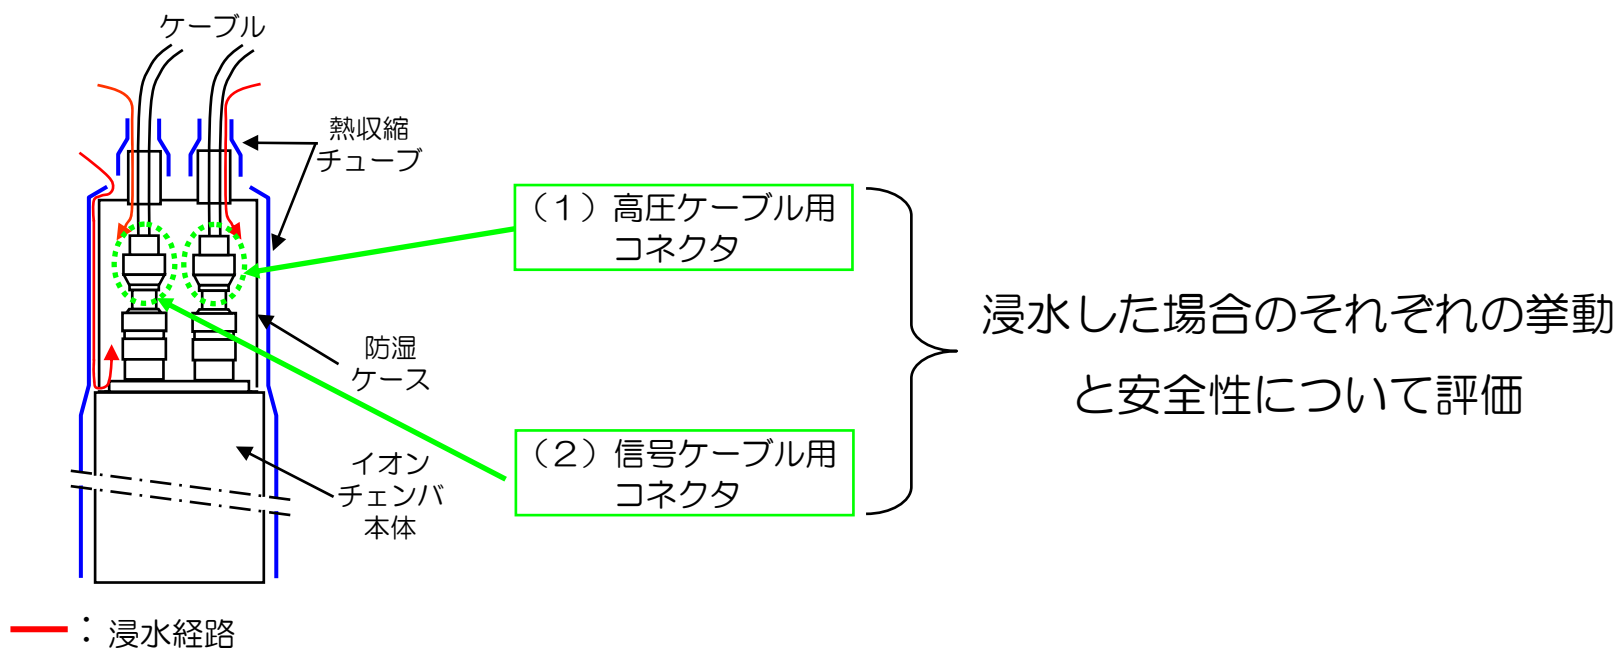 ケーブル
熱収縮
チューブ
（１）高圧ケーブル用
コネクタ
浸水した場合のそれぞれの挙動
と安全性について評価
防湿
ケース
（２）信号ケーブル用
コネクタ
イオン
チェンバ
本体
：浸水経路